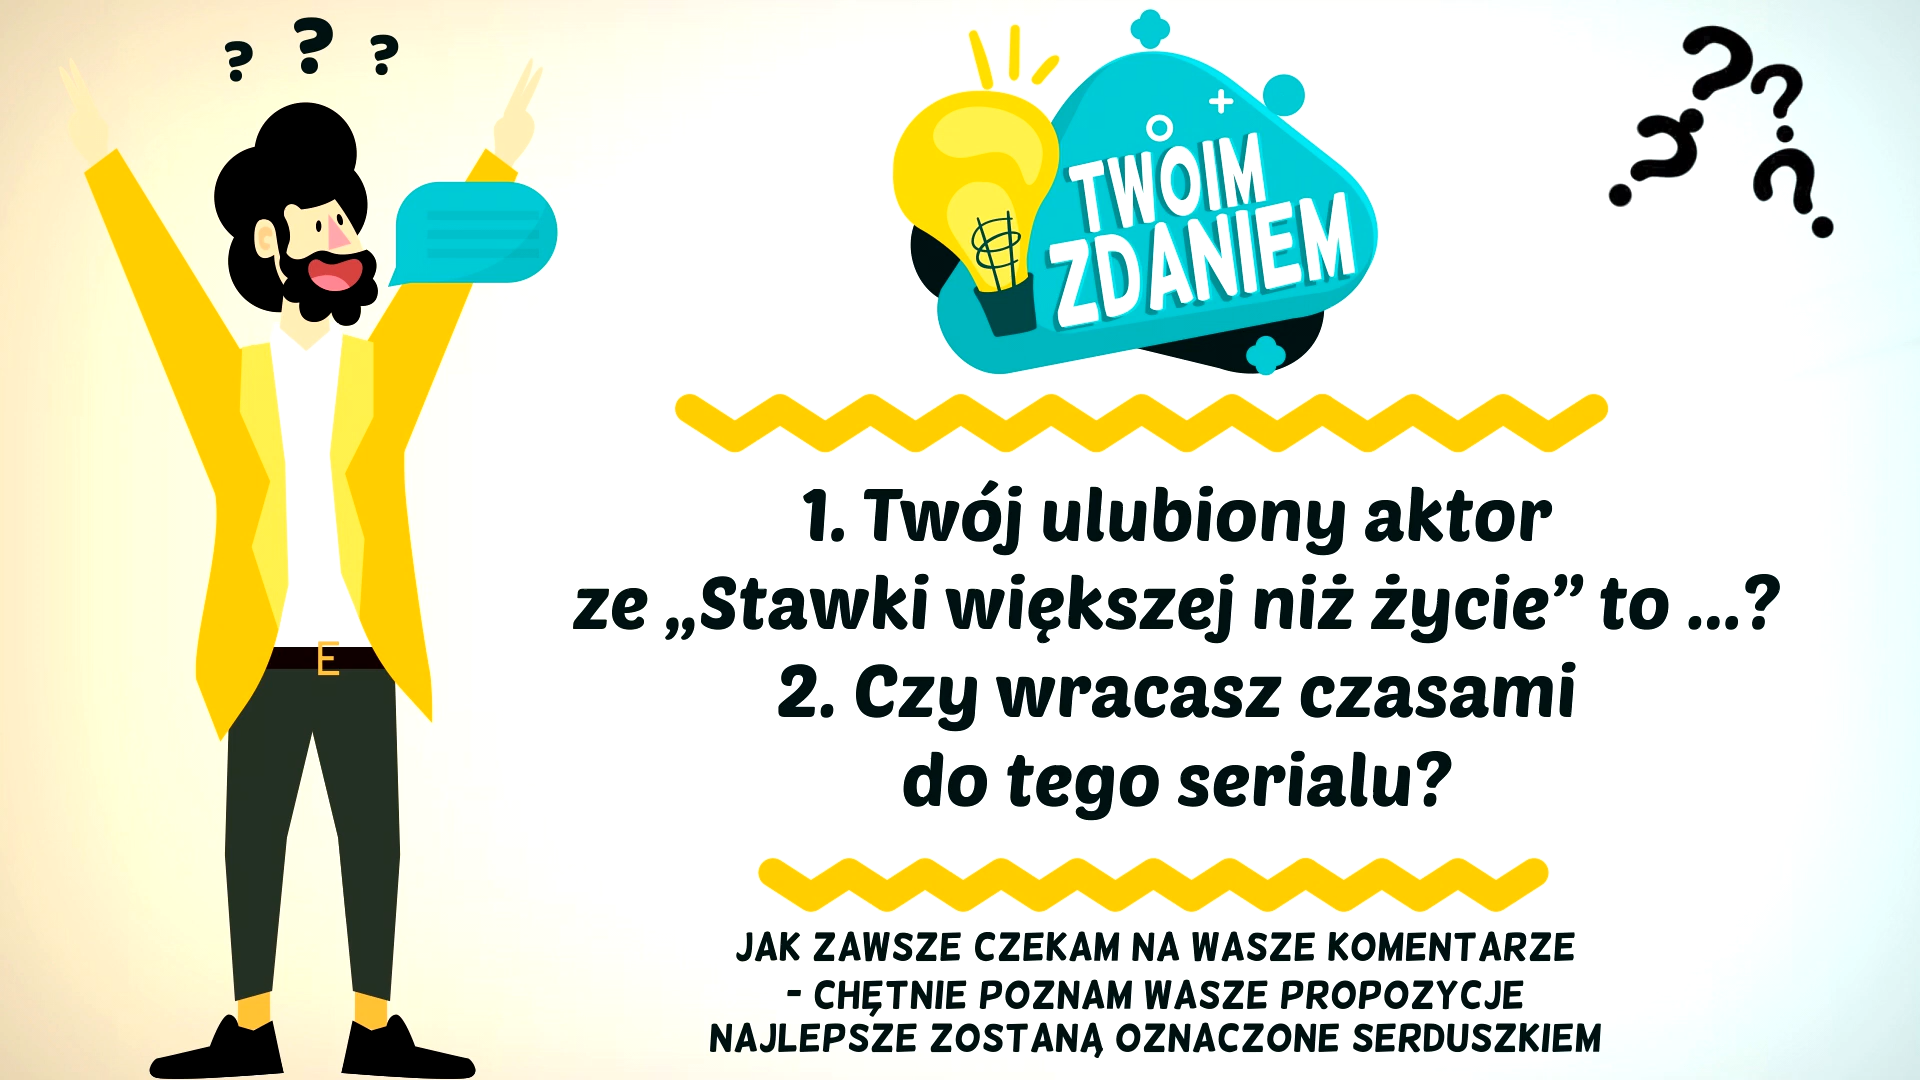 ? ? ?
TWOIM
ZDANIEM
? ? ? ?
1. Twój ulubiony aktor
ze „Stawki większej niż życie” to ...?
2. Czy wracasz czasami
do tego serialu?
E
JAK ZAWSZE CZEKAM NA WASZE KOMENTARZE
- CHĘTNIE POZNAM WASZE PROPOZYCJE
NAJLEPSZE ZOSTANĄ OZNACZONE SERDUSZKIEM